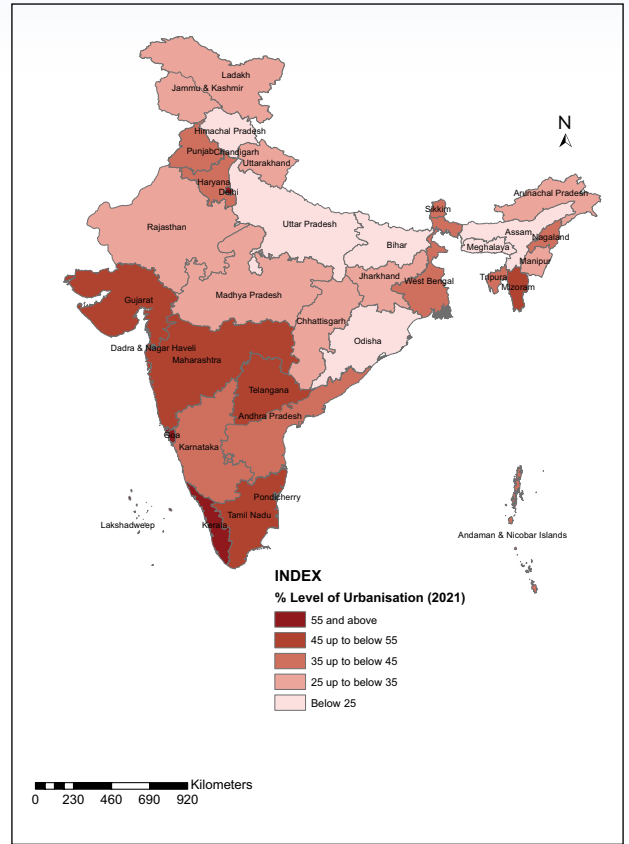 Ladakh
Jammu & Kashmir
N
Himachal Pradesh
Punjab
Chandigarh
Uttarakhand
Haryana
Delhi
Arunachal Pradesh
Sikkim
Rajasthan
Uttar Pradesh
Assam
Nagaland
Bihar
Meghalaya
Manipur
Jharkhand
West Bengal
Tripura
Mizoram
Gujarat
Madhya Pradesh
Chhattisgarh
Odisha
Dadra & Nagar Haveli
Maharashtra
Telangana
Andhra Pradesh
Goa
Karnataka
Pondicherry
Lakshadweep
Kerala
Tamil Nadu
Andaman & Nicobar Islands
INDEX
% Level of Urbanisation (2021)
55 and above
45 up to below 55
35 up to below 45
25 up to below 35
Below 25
Kilometers
0 230 460 690 920